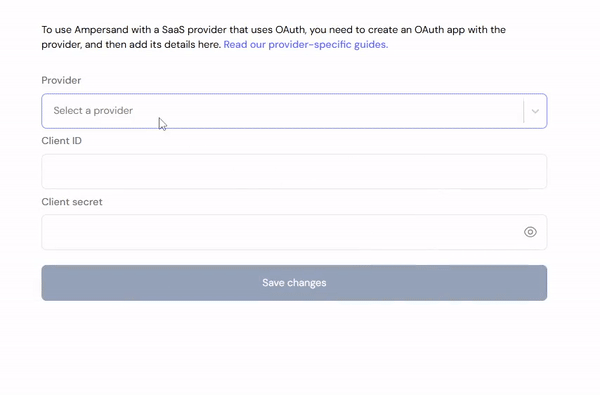 To use Ampersand with a SaaS provider that uses OAuth, you need to create an OAuth app with the
provider, and then add its details here. Read our provider-specific guides.
Provider
Select a provider
Client ID
Client secret
Save changes